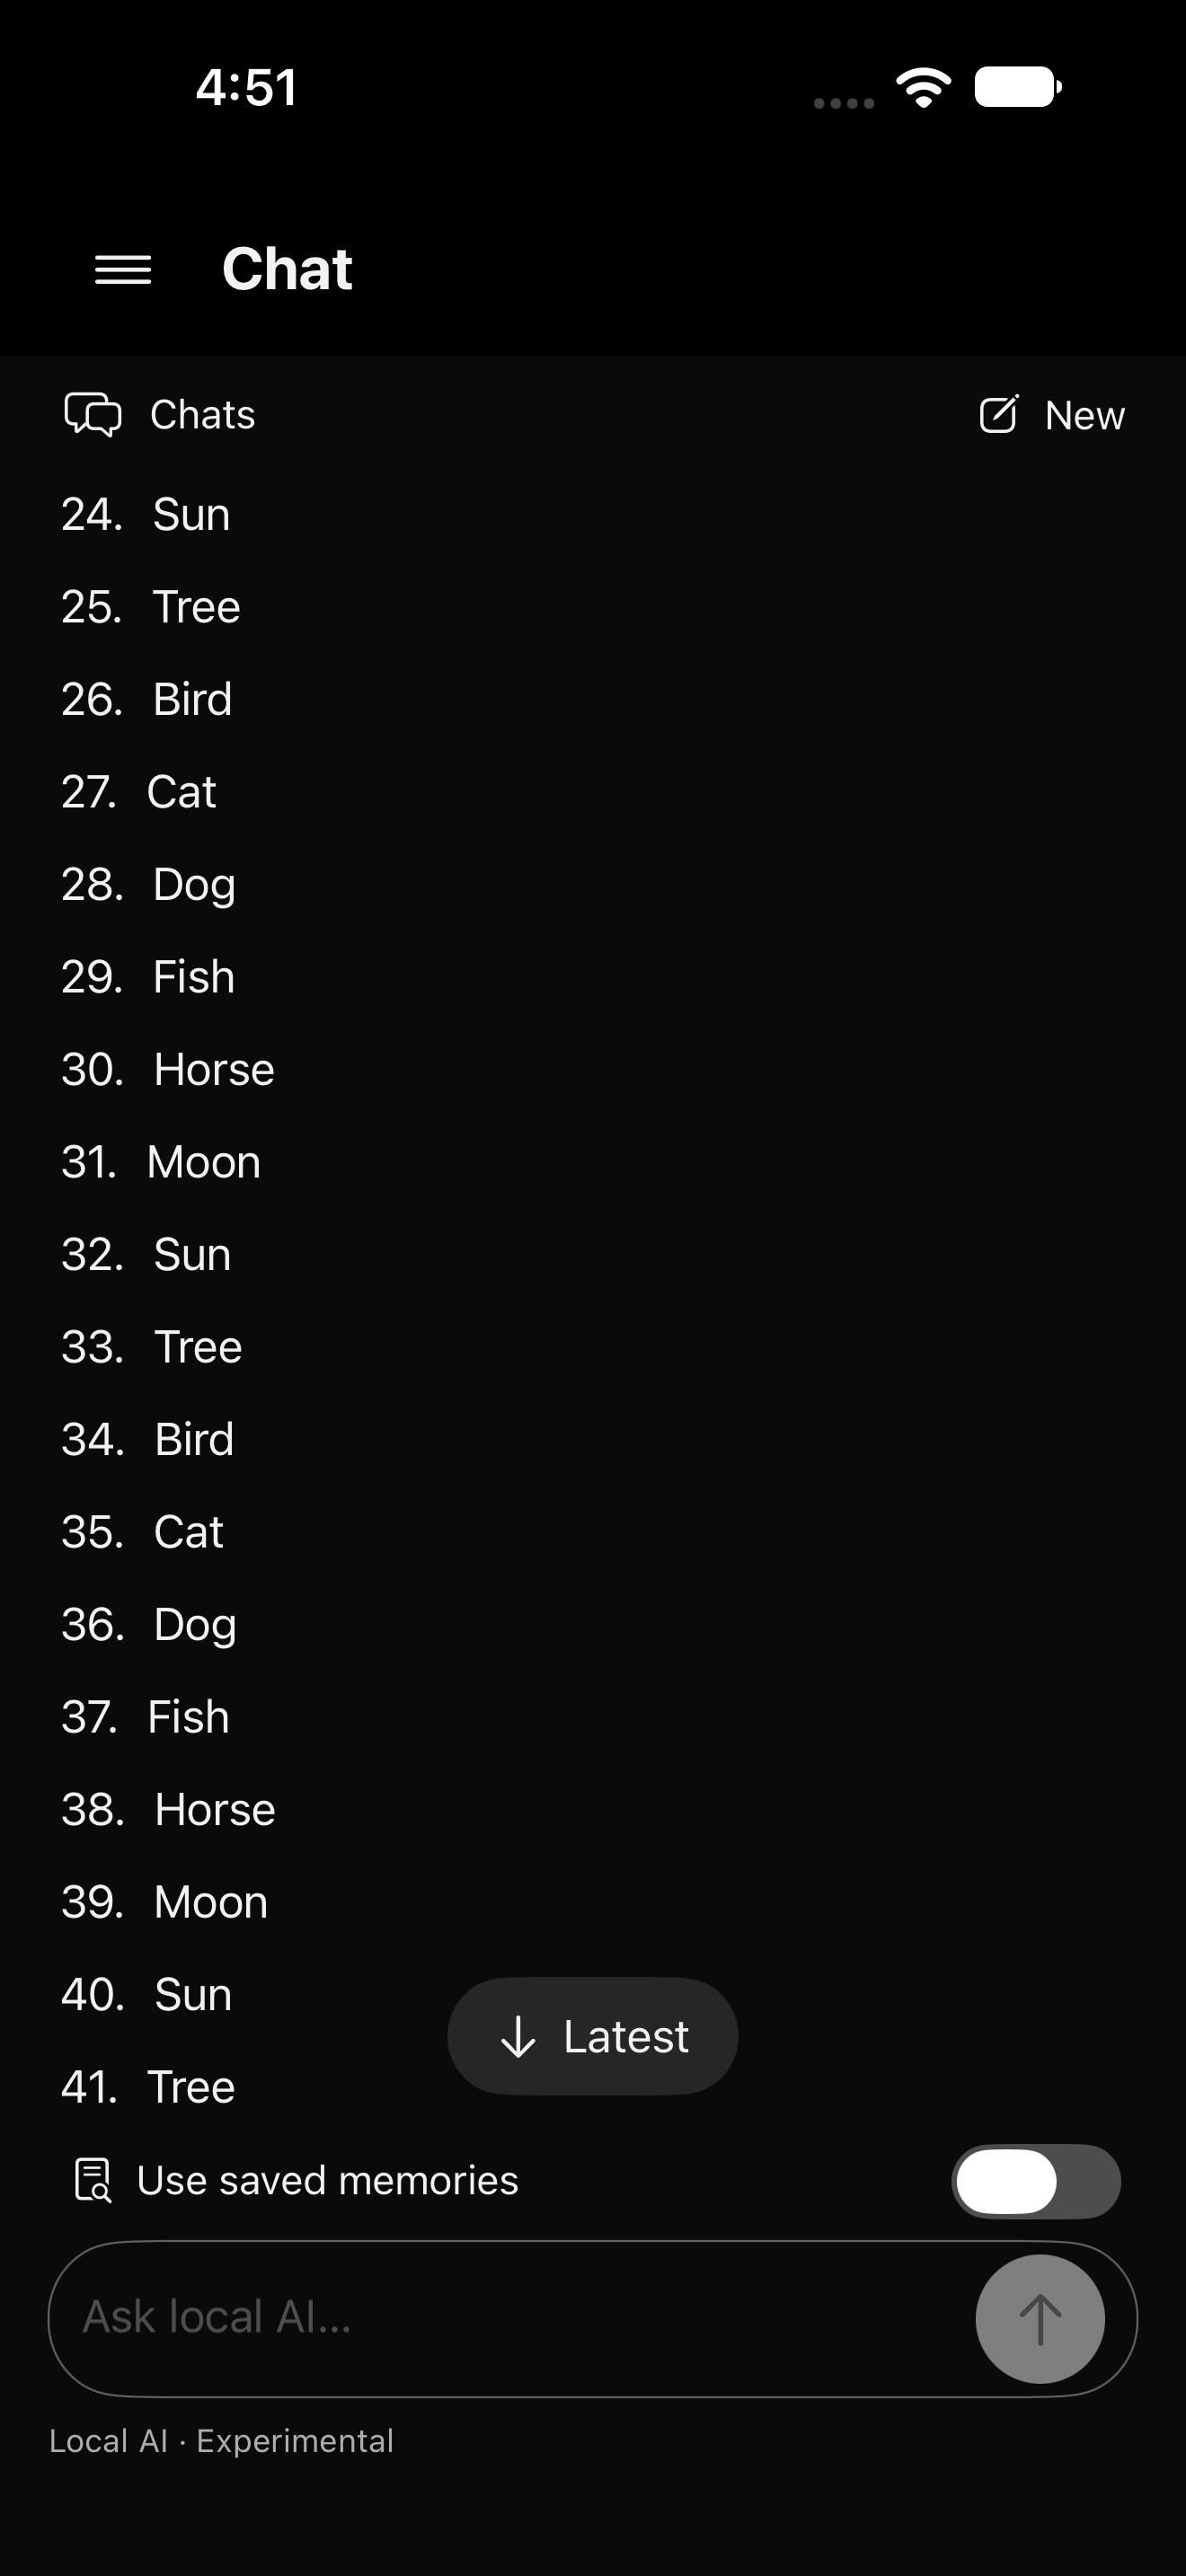 4:51
Chat
Chats
New
24. Sun
25. Tree
26. Bird
27. Cat
28. Dog
29. Fish
30. Horse
31. Moon
32. Sun
33. Tree
34. Bird
35. Cat
36. Dog
37. Fish
38. Horse
39. Moon
40. Sun
Latest
41. Tree
Use saved memories
Ask local AI...
Local AI · Experimental